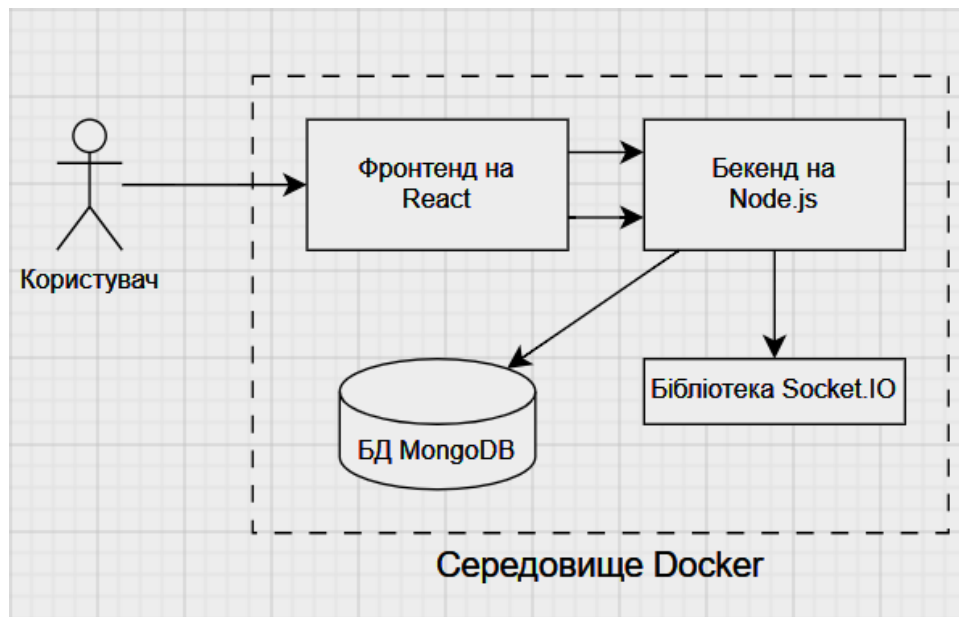 Фронтенд на
React
Бекенд на
Node.js
Користувач
Бібліотека Socket.IO
БД MongoDB
Середовище Docker